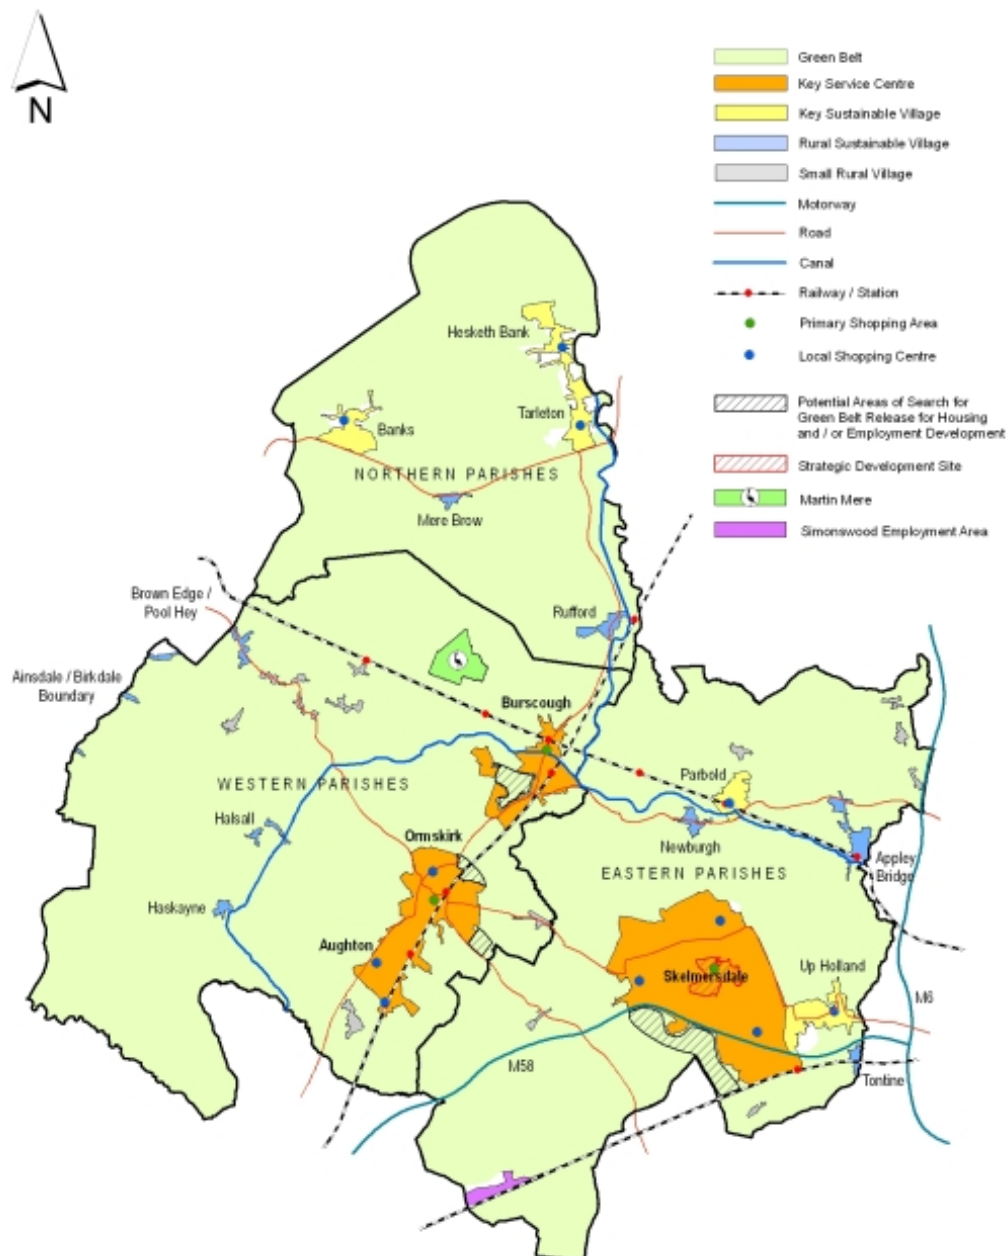 N
Green Belt
Key Service Centre
Key Sustainable Village
Rural Sustainable Village
Small Rural Village
Motorway
Road
Canal
Railway / Station
Primary Shopping Area
Local Shopping Centre
Potential Areas of Search for
Green Belt Release for Housing
and / or Employment Development
Strategic Development Site
Martin Mere
Simonswood Employment Area
Hesketh Bank
Tarleton
Banks
NORTHERN PARISHES
Mere Brow
Brown Edge /
Pool Hey
Rufford
Ainsdale / Birkdale
Boundary
Burscough
WESTERN PARISHES
Parbold
Halsall
Ormskirk
Newburgh
Appley
Bridge
EASTERN PARISHES
Haskayne
Aughton
Skelmersdale
Up Holland
M6
M58
Tontine